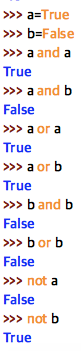 >>> a=True
>>> b=False
>>> a and a
True
>>> a and b
False
>>> a or a
True
>>> a or b
True
>>> b and b
False
>>> b or b
False
>>> not a
False
>>> not b
True